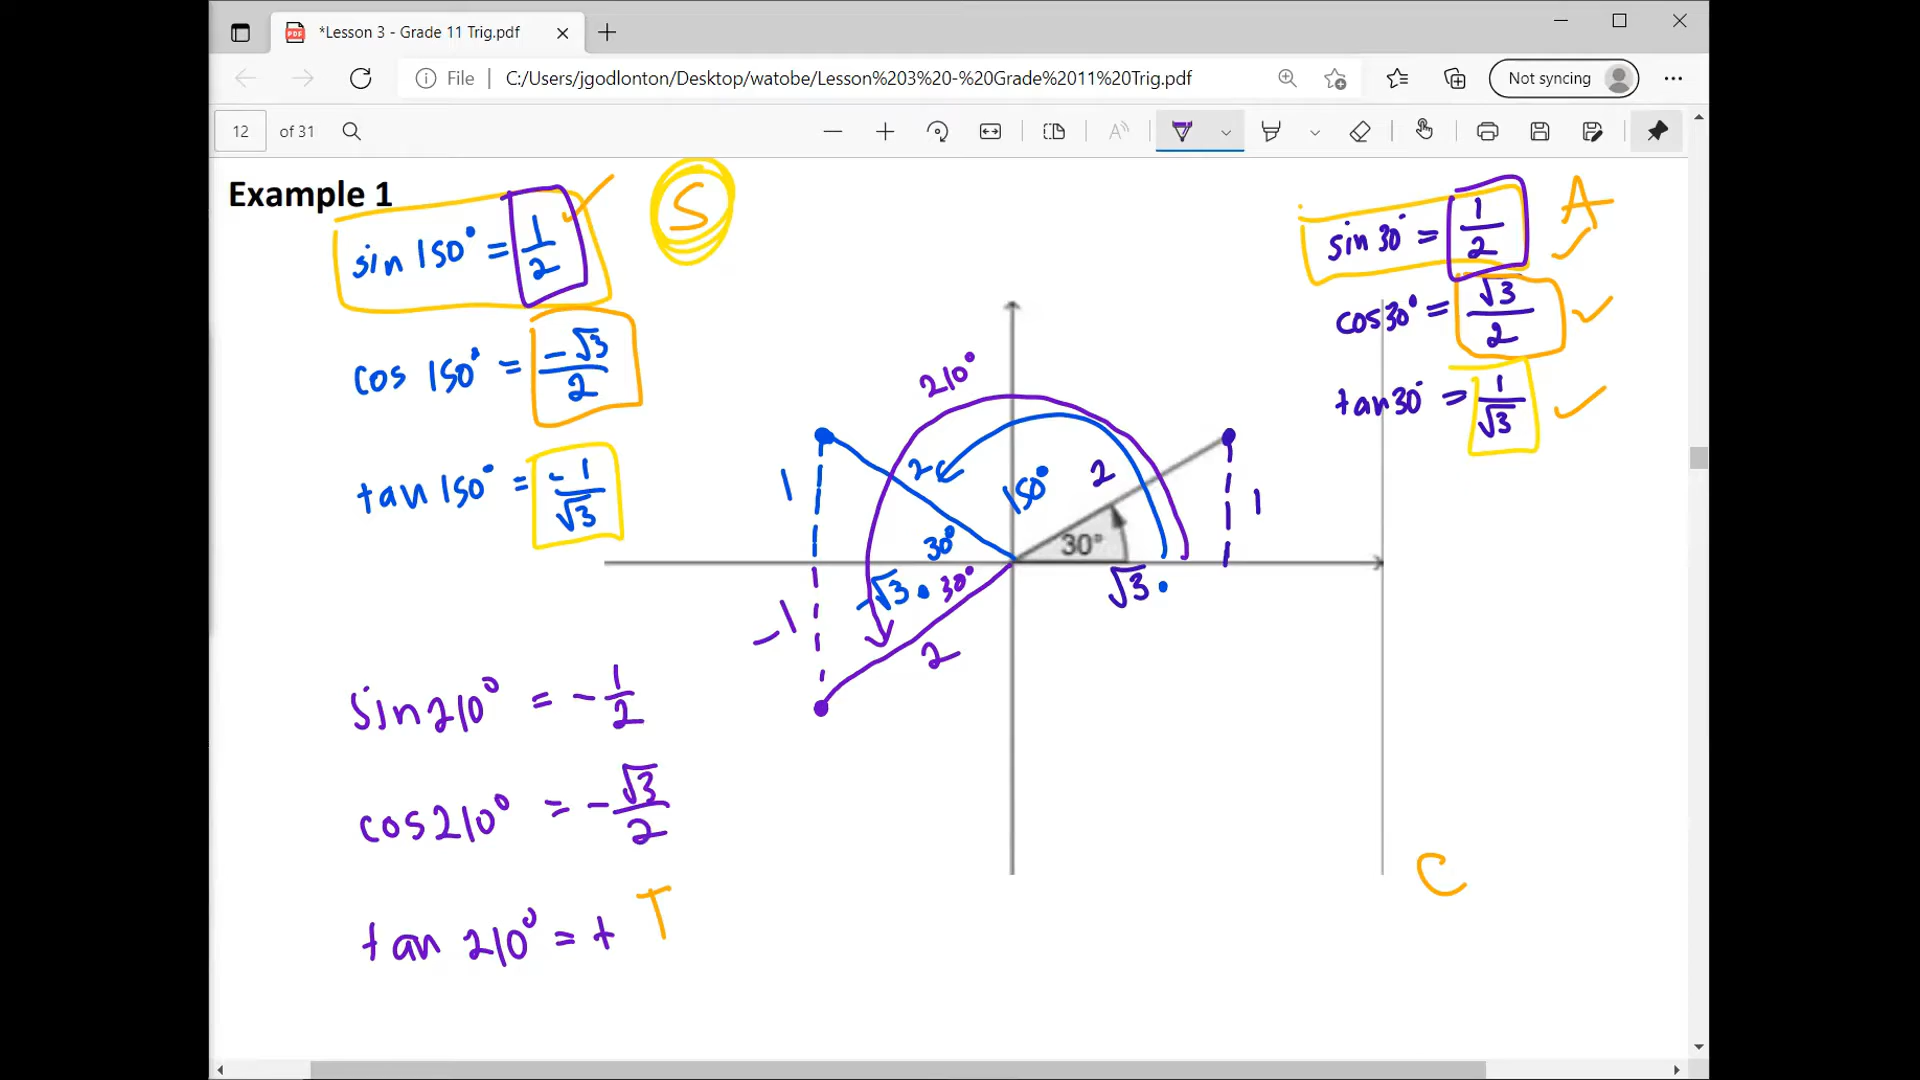 *Lesson 3 - Grade 11 Trig.pdf
File | C:/Users/jgodlonton/Desktop/watobe/Lesson%203%20-%20Grade%2011%20Trig.pdf
Not syncing
12 of 31
Example 1
sin 150° = 1/2
S
cos 150° = -√3/2
tan 150° = -1/√3
sin 30° = 1/2
A
cos 30° = √3/2
tan 30° = 1/√3
210°
1
2
150°
2
1
30°
30°
-√3
30°
√3
-1
2
sin 210° = -1/2
cos 210° = -√3/2
tan 210° = +
T
C